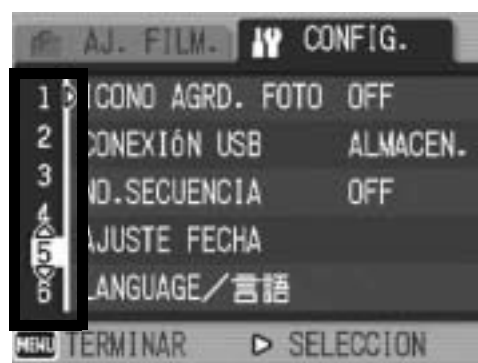 AJ. FILM. CONFIG.
1 ICONO AGRD. FOTO OFF
2 CONEXIóN USB ALMACEN.
3 NO.SECUENCIA OFF
4
5 AJUSTE FECHA
6 LANGUAGE/言語
MENU TERMINAR SELECCION